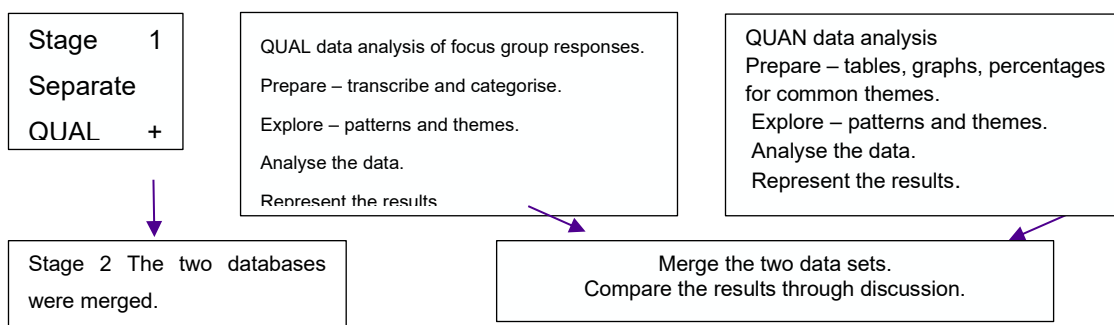 Stage 1
Separate
QUAL +
QUAL data analysis of focus group responses.
Prepare – transcribe and categorise.
Explore – patterns and themes.
Analyse the data.
Represent the results
QUAN data analysis
Prepare – tables, graphs, percentages
for common themes.
Explore – patterns and themes.
Analyse the data.
Represent the results.
Stage 2 The two databases
were merged.
Merge the two data sets.
Compare the results through discussion.